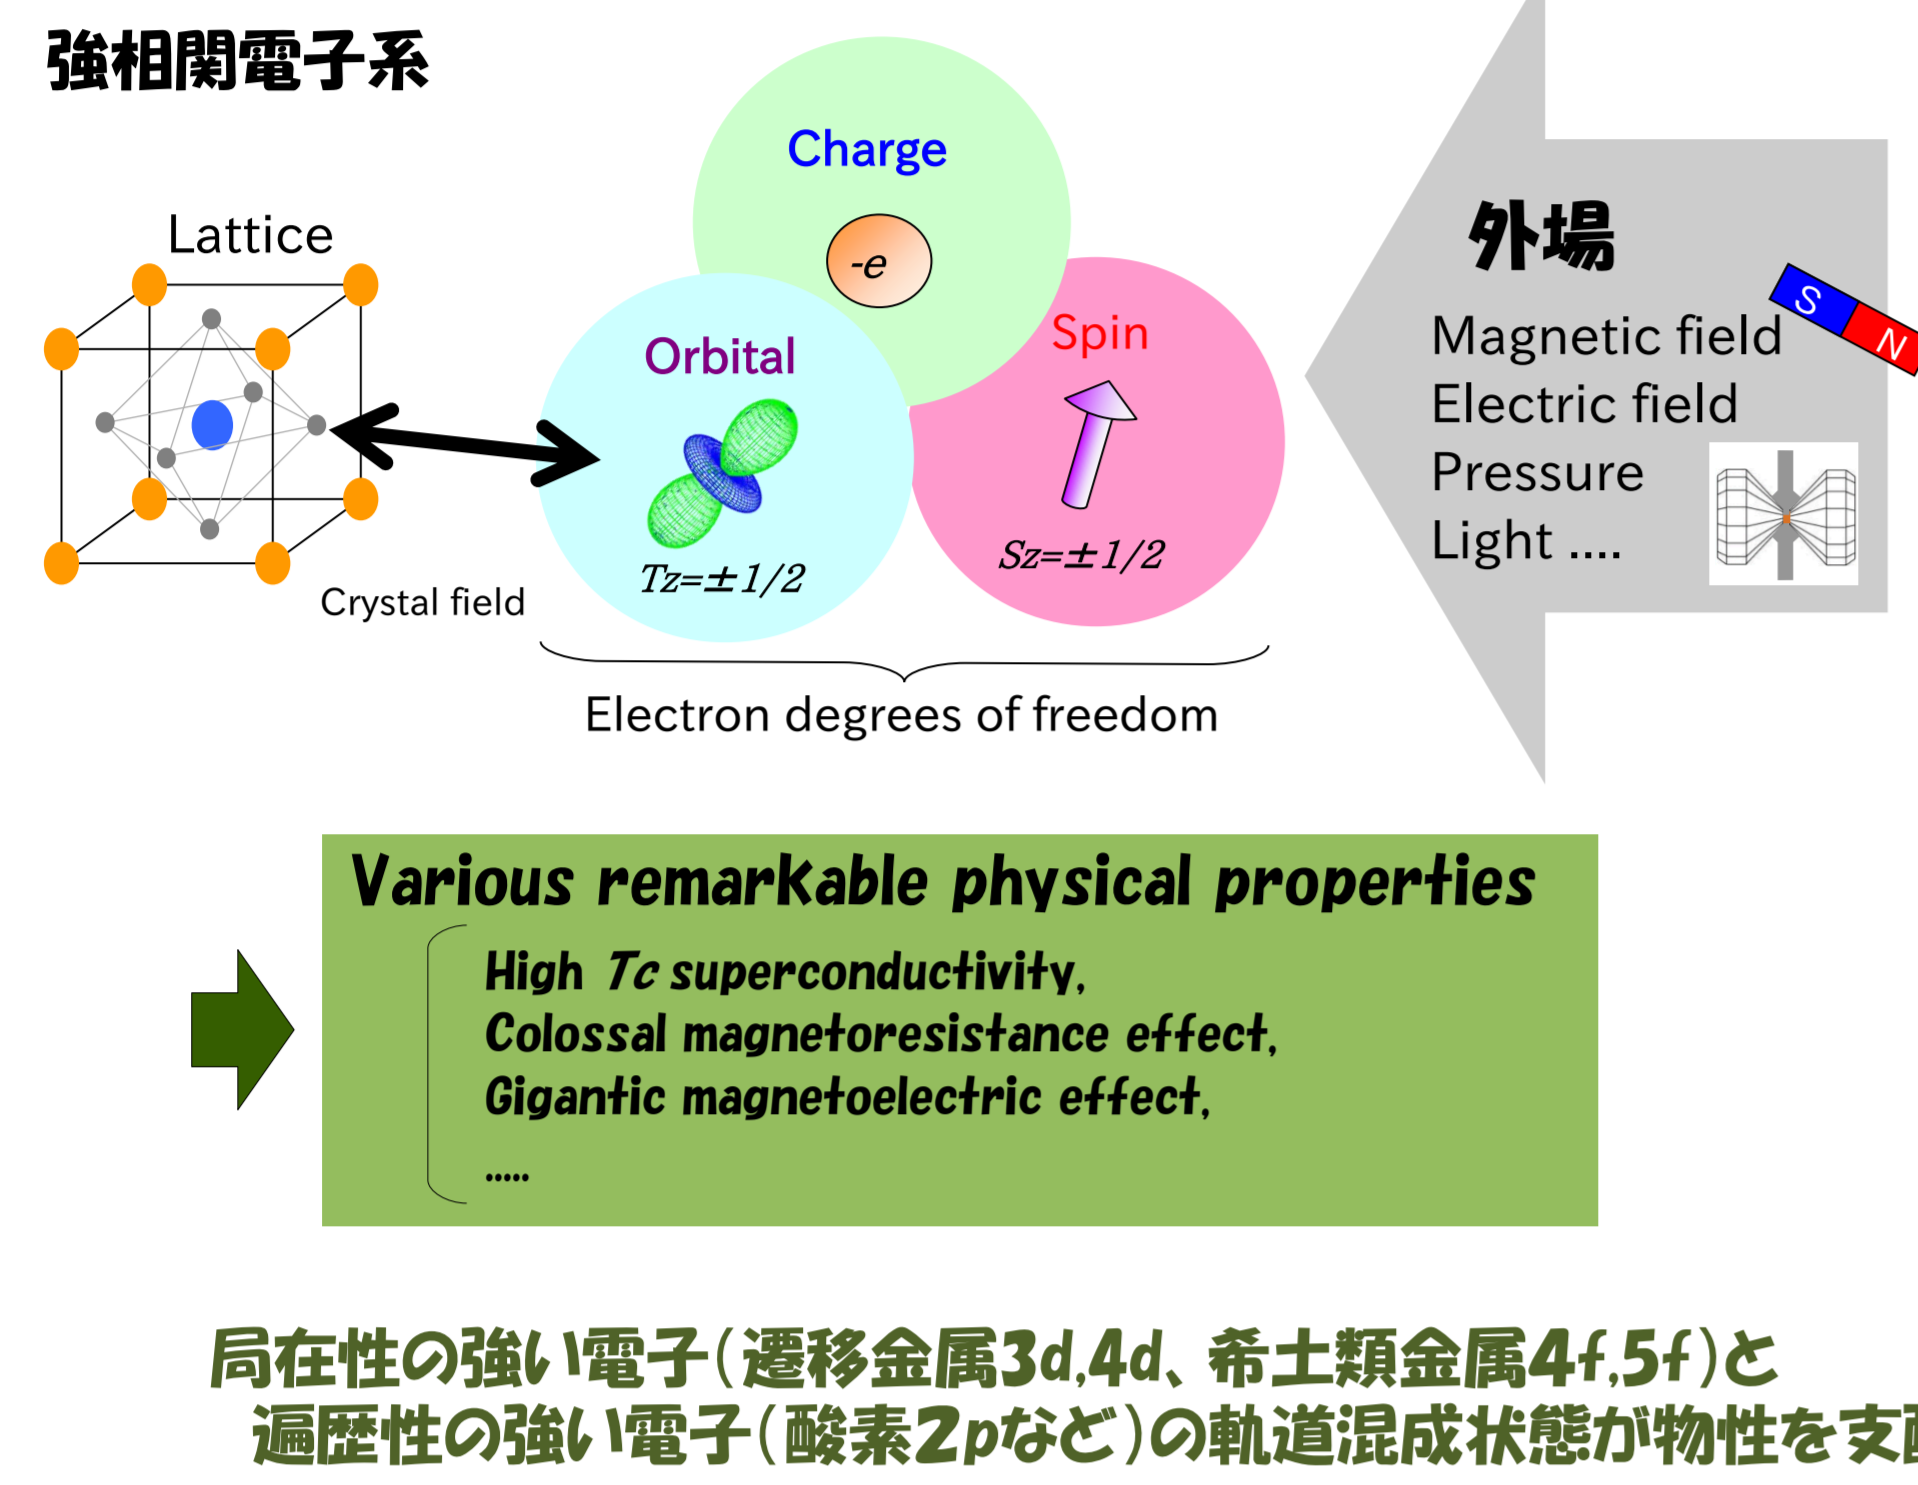 強相関電子系
Charge
-e
Lattice
Orbital
Tz=±1/2
Spin
Sz=±1/2
Crystal field
Electron degrees of freedom
外場
Magnetic field
Electric field
Pressure
Light ....
S
N
Various remarkable physical properties
High Tc superconductivity,
Colossal magnetoresistance effect,
Gigantic magnetoelectric effect,
.....
局在性の強い電子(遷移金属3d,4d、希土類金属4f,5f)と
遍歴性の強い電子(酸素2pなど)の軌道混成状態が物性を支